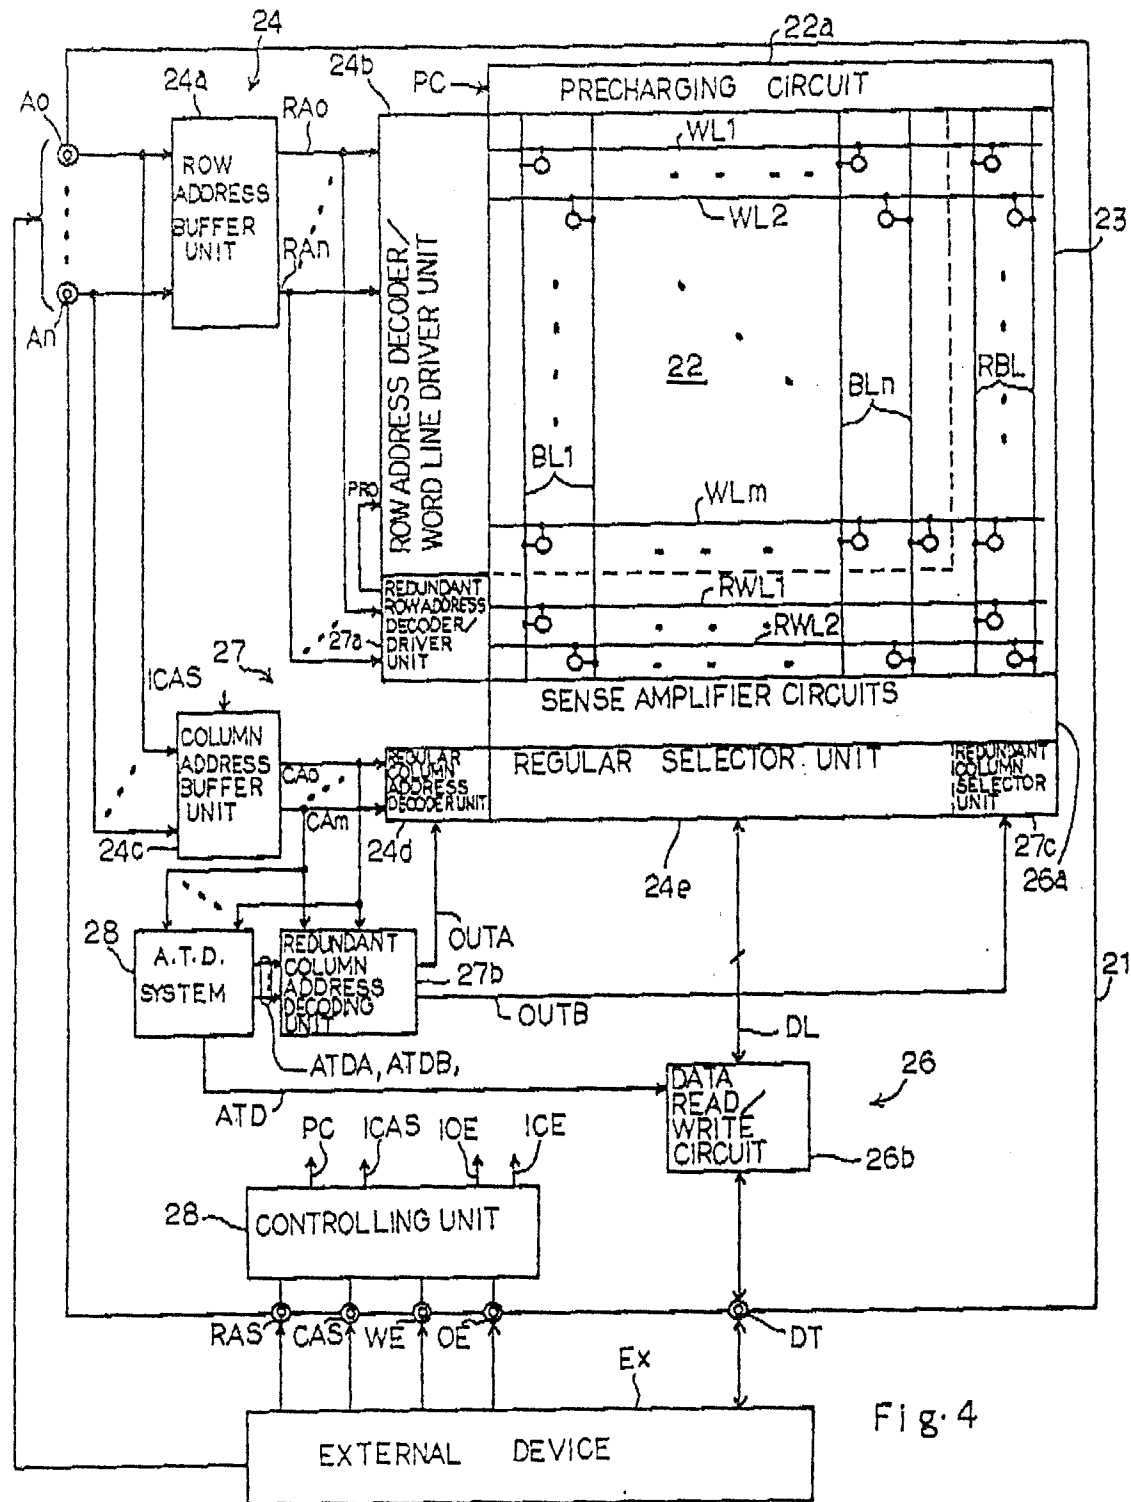 24
22a
24a
24b
PC
PRECHARGING CIRCUIT
Ao
RAo
WL1
ROW
ADDRESS
BUFFER
UNIT
WL2
23
RAn
An
ROW ADDRESS DECODER/
WORD LINE DRIVER UNIT
22
RBL
BLn
BL1
PRO
WLm
REDUNDANT
ROW ADDRESS
DECODER/
DRIVER
UNIT
27a
RWL1
RWL2
27
ICAS
SENSE AMPLIFIER CIRCUITS
COLUMN
ADDRESS
BUFFER
UNIT
CAo
CAm
REGULAR
COLUMN
ADDRESS
DECODER UNIT
REGULAR SELECTOR UNIT
REDUNDANT
COLUMN
SELECTOR
UNIT
24c
24d
24e
27c
26a
28
A.T.D.
SYSTEM
REDUNDANT
COLUMN
ADDRESS
DECODING
UNIT
OUTA
27b
OUTB
21
DL
ATDA, ATDB,
ATD
DATA
READ/
WRITE
CIRCUIT
26
26b
PC
ICAS
IOE
ICE
28
CONTROLLING UNIT
RAS
CAS
WE
OE
DT
Ex
EXTERNAL DEVICE
Fig. 4